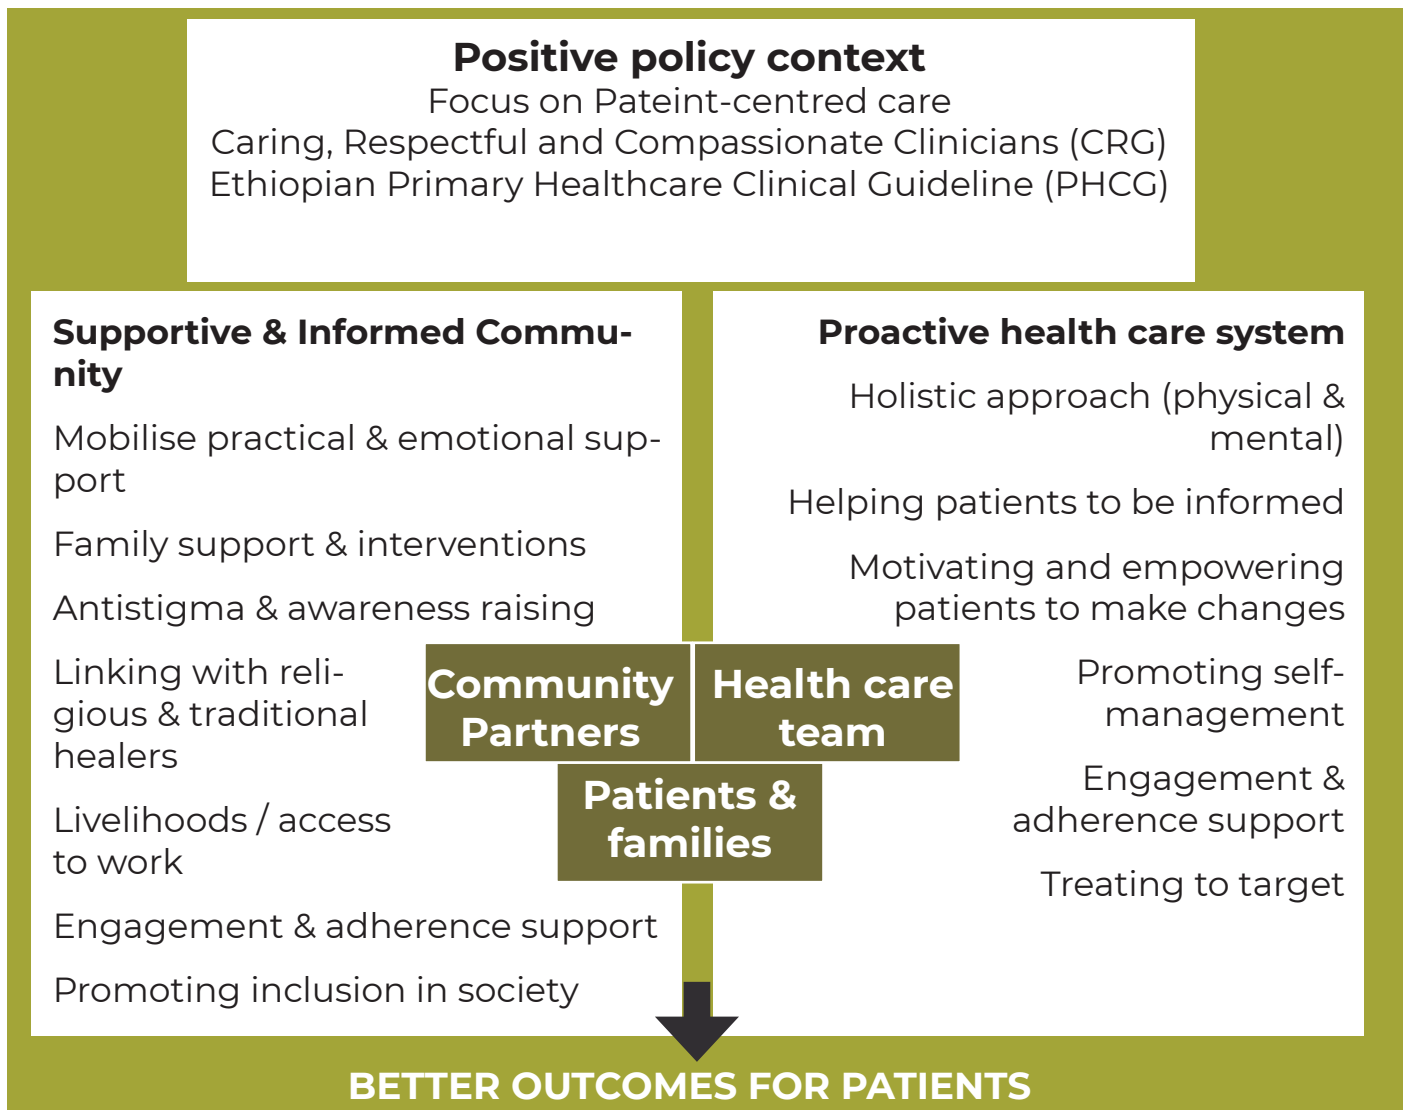 Positive policy context
Focus on Pateint-centred care
Caring, Respectful and Compassionate Clinicians (CRG)
Ethiopian Primary Healthcare Clinical Guideline (PHCG)
Supportive & Informed Commu-
nity
Mobilise practical & emotional sup-
port
Family support & interventions
Antistigma & awareness raising
Linking with reli-
gious & traditional
healers
Livelihoods / access
to work
Engagement & adherence support
Promoting inclusion in society
Proactive health care system
Holistic approach (physical &
mental)
Helping patients to be informed
Motivating and empowering
patients to make changes
Promoting self-
management
Engagement &
adherence support
Treating to target
Community
Partners
Health care
team
Patients &
families
BETTER OUTCOMES FOR PATIENTS